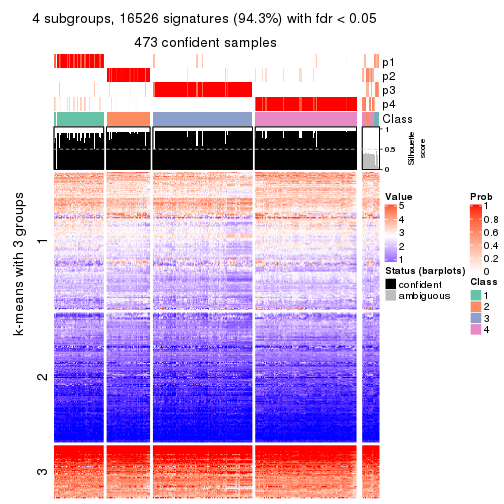 4 subgroups, 16526 signatures (94.3%) with fdr < 0.05
473 confident samples
p1
p2
p3
p4
Class
1
0.5
0
Silhouette
score
k-means with 3 groups
1
2
3
Value
5
4
3
2
1
Status (barplots)
confident
ambiguous
Prob
1
0.8
0.6
0.4
0.2
0
Class
1
2
3
4